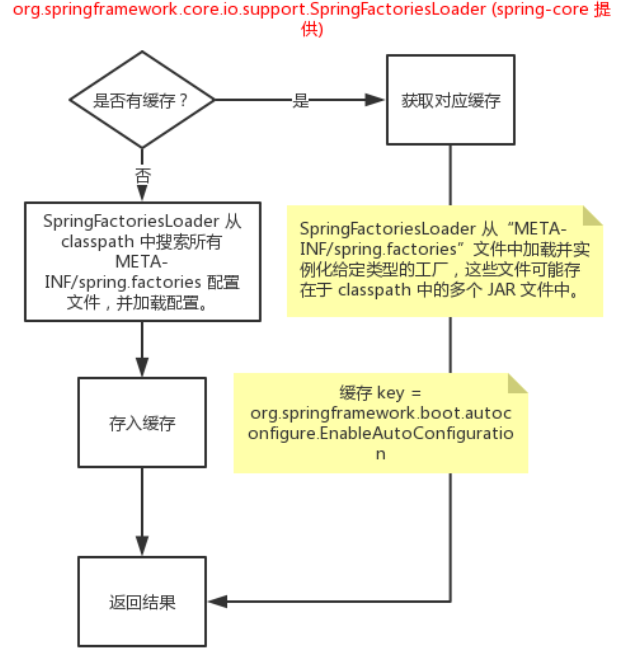 org.springframework.core.io.support.SpringFactoriesLoader (spring-core 提
供)
是否有缓存？
是
获取对应缓存
否
SpringFactoriesLoader 从
classpath 中搜索所有
META-
INF/spring.factories 配置
文件，并加载配置。
SpringFactoriesLoader 从“META-
INF/spring.factories”文件中加载并实
例化给定类型的工厂，这些文件可能存
在于 classpath 中的多个 JAR 文件中。
存入缓存
缓存 key =
org.springframework.boot.autoc
onfigure.EnableAutoConfiguratio
n
返回结果